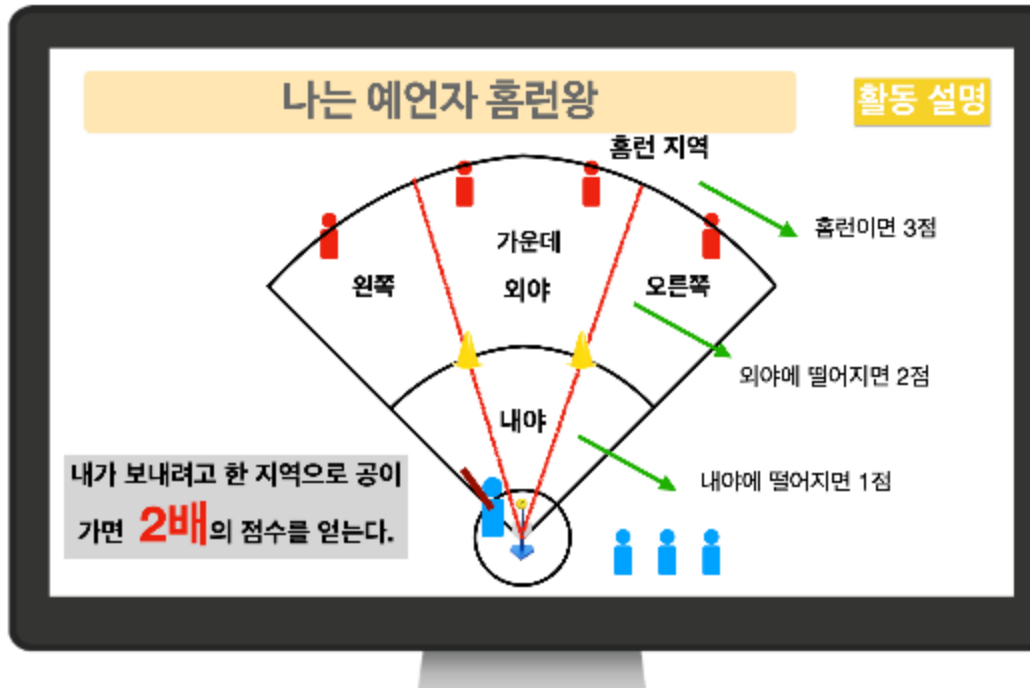 나는 예언자 홈런왕
활동 설명
홈런 지역
홈런이면 3점
가운데
외야
왼쪽
오른쪽
외야에 떨어지면 2점
내야
내야에 떨어지면 1점
내가 보내려고 한 지역으로 공이
가면 2배의 점수를 얻는다.